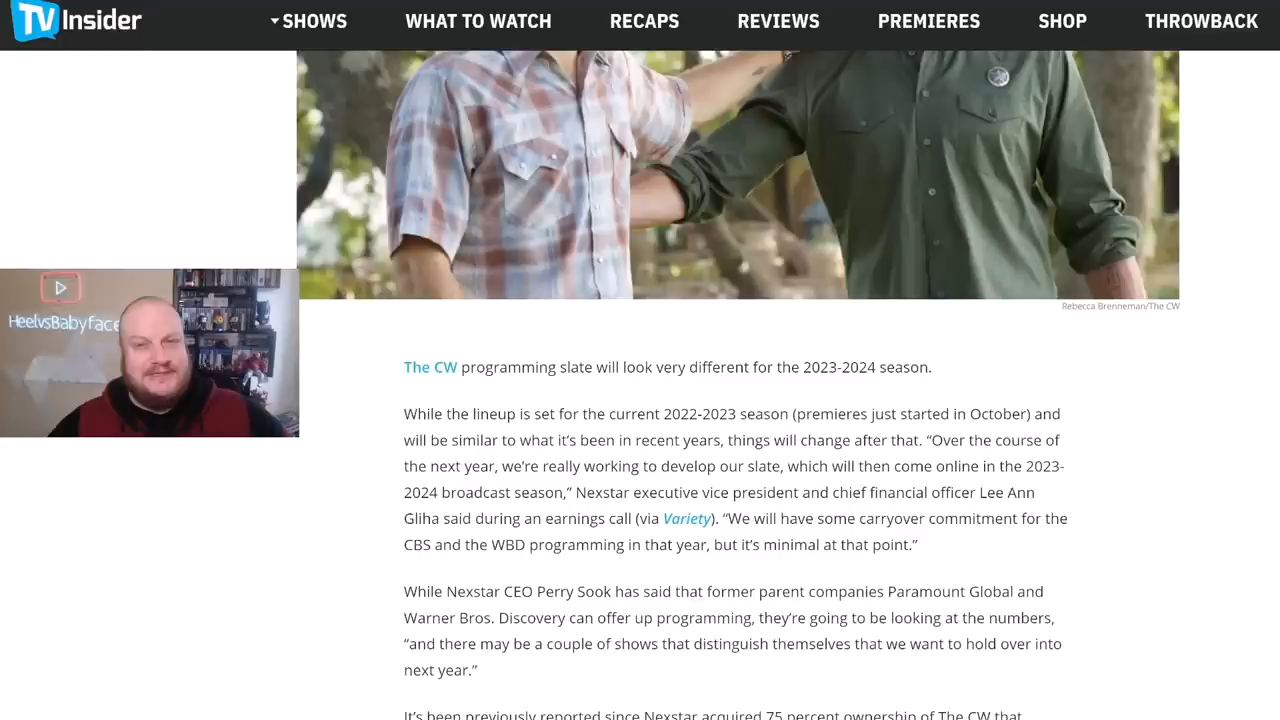 TV Insider
SHOWS
WHAT TO WATCH
RECAPS
REVIEWS
PREMIERES
SHOP
THROWBACK
HeelvsBabyface
Rebecca Brenneman/The CW
The CW programming slate will look very different for the 2023-2024 season.
While the lineup is set for the current 2022-2023 season (premieres just started in October) and
will be similar to what it’s been in recent years, things will change after that. “Over the course of
the next year, we’re really working to develop our slate, which will then come online in the 2023-
2024 broadcast season,” Nexstar executive vice president and chief financial officer Lee Ann
Gliha said during an earnings call (via Variety). “We will have some carryover commitment for the
CBS and the WBD programming in that year, but it’s minimal at that point.”
While Nexstar CEO Perry Sook has said that former parent companies Paramount Global and
Warner Bros. Discovery can offer up programming, they’re going to be looking at the numbers,
“and there may be a couple of shows that distinguish themselves that we want to hold over into
next year.”
It’s been previously reported since Nexstar acquired 75 percent ownership of The CW that